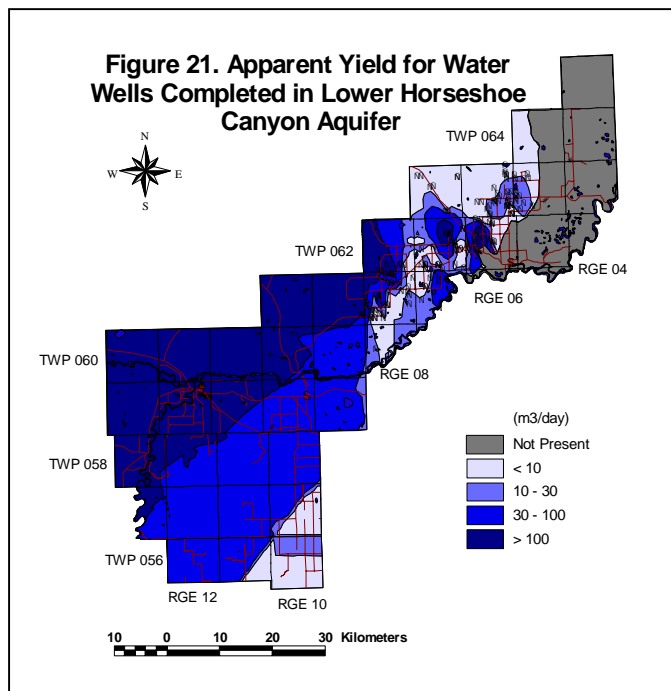 Figure 21. Apparent Yield for Water
Wells Completed in Lower Horseshoe
Canyon Aquifer
TWP 064
N
W E
S
TWP 062
RGE 04
RGE 06
TWP 060
RGE 08
(m3/day)
Not Present
< 10
10 - 30
30 - 100
> 100
TWP 058
TWP 056
RGE 12
RGE 10
10 0 10 20 30 Kilometers